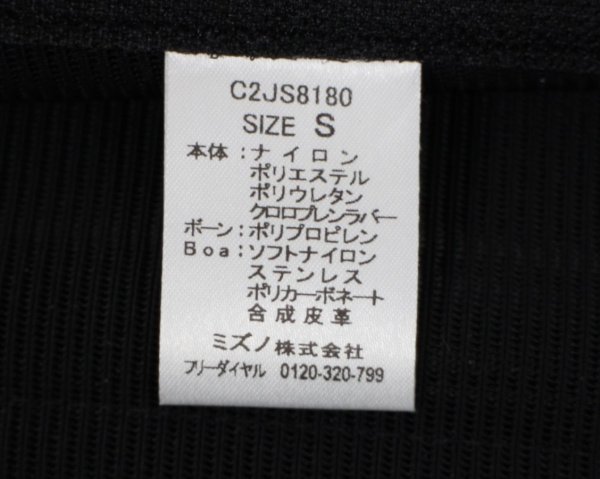 C2JS8180
SIZE S
本体：ナイロン
ポリエステル
ポリウレタン
クロロプレンラバー
ボーン：ポリプロピレン
Boa：ソフトナイロン
ステンレス
ポリカーボネート
合成皮革
ミズノ株式会社
フリーダイヤル 0120-320-799